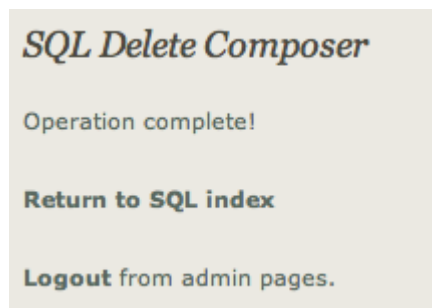 SQL Delete Composer
Operation complete!
Return to SQL index
Logout from admin pages.